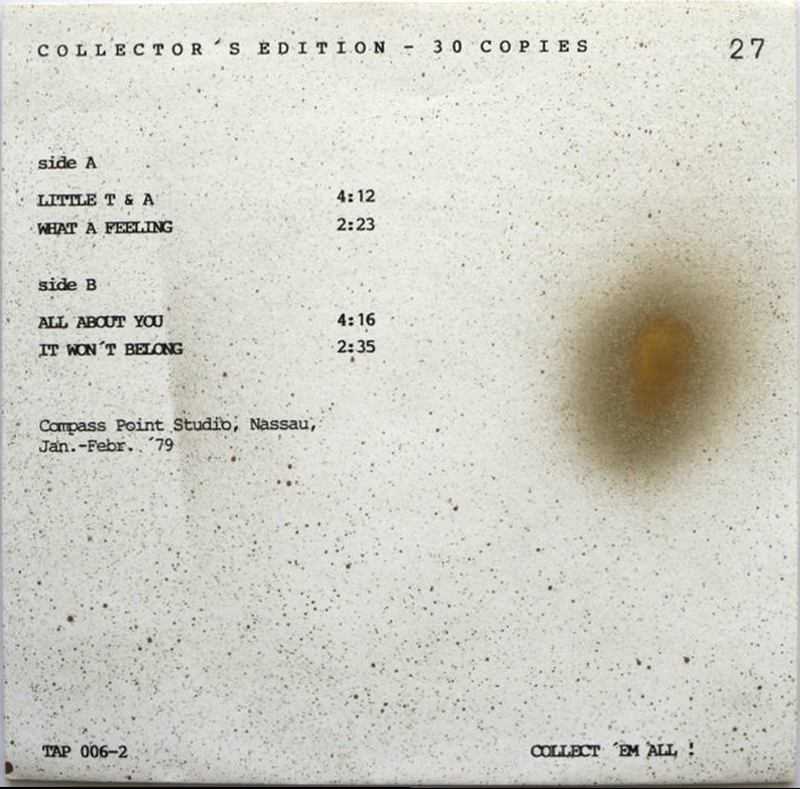 COLLECTOR´S EDITION - 30 COPIES 27
side A
LITTLE T & A 4:12
WHAT A FEELING 2:23
side B
ALL ABOUT YOU 4:16
IT WON´T BELONG 2:35
Compass Point Studio, Nassau,
Jan.-Febr. ´79
TAP 006-2 COLLECT ´EM ALL !